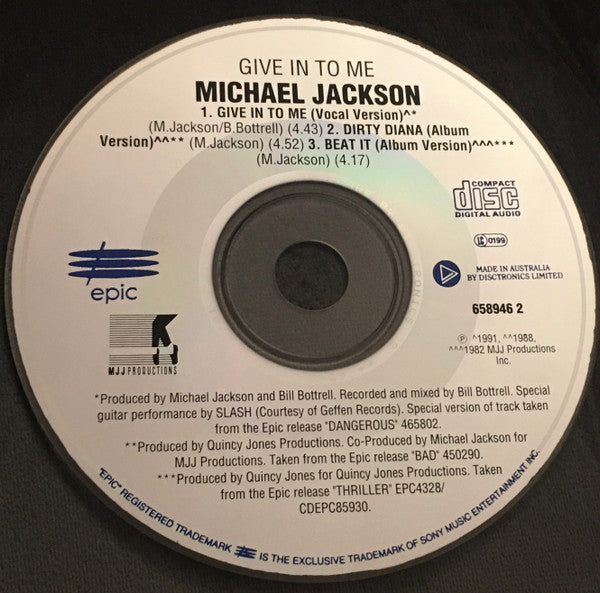 GIVE IN TO ME
MICHAEL JACKSON
1. GIVE IN TO ME (Vocal Version)^*
(M.Jackson/B.Bottrell) (4.43) 2. DIRTY DIANA (Album
Version)^^** (M.Jackson) (4.52) 3. BEAT IT (Album Version)^^^***
(M.Jackson) (4.17)
COMPACT
disc
DIGITAL AUDIO
LC 0199
epic
MADE IN AUSTRALIA
BY DISCTRONICS LIMITED
658946 2
MJJ PRODUCTIONS
℗ ^1991, ^^1988,
^^^1982 MJJ Productions
Inc.
*Produced by Michael Jackson and Bill Bottrell. Recorded and mixed by Bill Bottrell. Special
guitar performance by SLASH (Courtesy of Geffen Records). Special version of track taken
from the Epic release "DANGEROUS" 465802.
**Produced by Quincy Jones Productions. Co-Produced by Michael Jackson for
MJJ Productions. Taken from the Epic release "BAD" 450290.
***Produced by Quincy Jones for Quincy Jones Productions. Taken
from the Epic release "THRILLER" EPC4328/
CDEPC85930.
"EPIC" REGISTERED TRADEMARK IS THE EXCLUSIVE TRADEMARK OF SONY MUSIC ENTERTAINMENT INC.